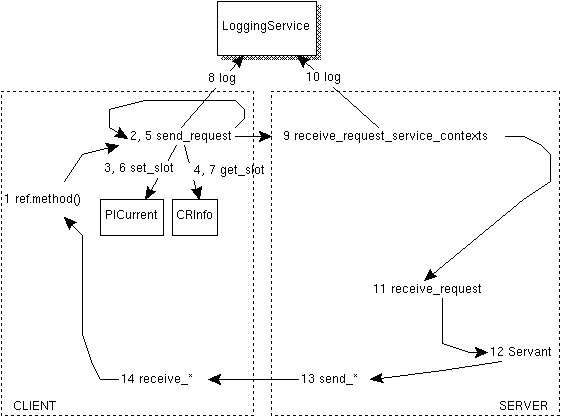 LoggingService
8 log
10 log
2, 5 send_request
9 receive_request_service_contexts
3, 6 set_slot
4, 7 get_slot
1 ref.method()
PICurrent
CRInfo
11 receive_request
12 Servant
14 receive_*
13 send_*
CLIENT
SERVER